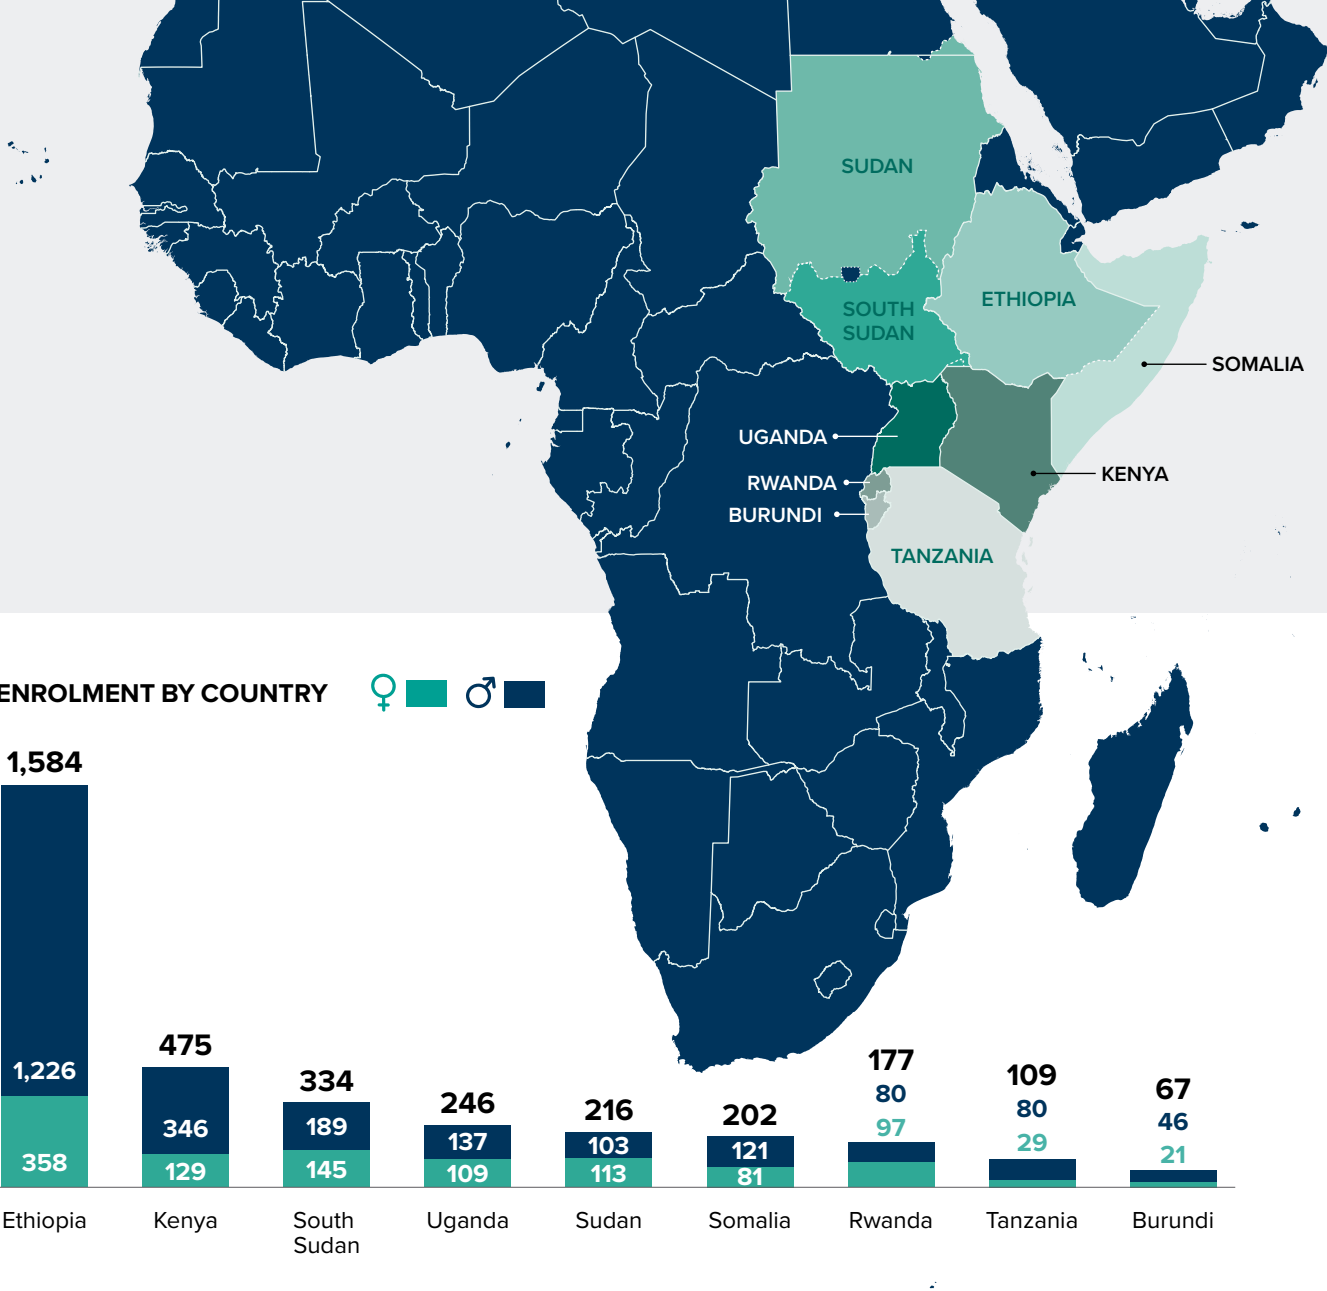 SUDAN
ETHIOPIA
SOUTH
SUDAN
SOMALIA
UGANDA
KENYA
RWANDA
BURUNDI
TANZANIA
ENROLMENT BY COUNTRY
1,584
1,226
358
475
346
129
334
189
145
246
137
109
216
103
113
202
121
81
177
80
97
109
80
29
67
46
21
Ethiopia
Kenya
South
Sudan
Uganda
Sudan
Somalia
Rwanda
Tanzania
Burundi